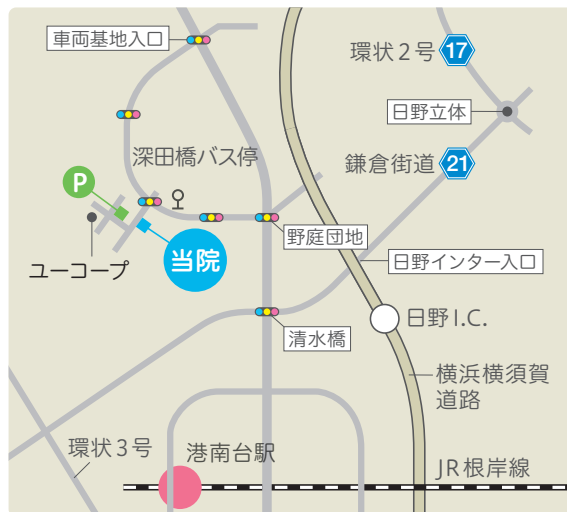 車両基地入口
環状2号 17
日野立体
深田橋バス停
鎌倉街道 21
P
ユーコープ
当院
野庭団地
日野インター入口
日野I.C.
清水橋
横浜横須賀
道路
環状3号
港南台駅
JR根岸線